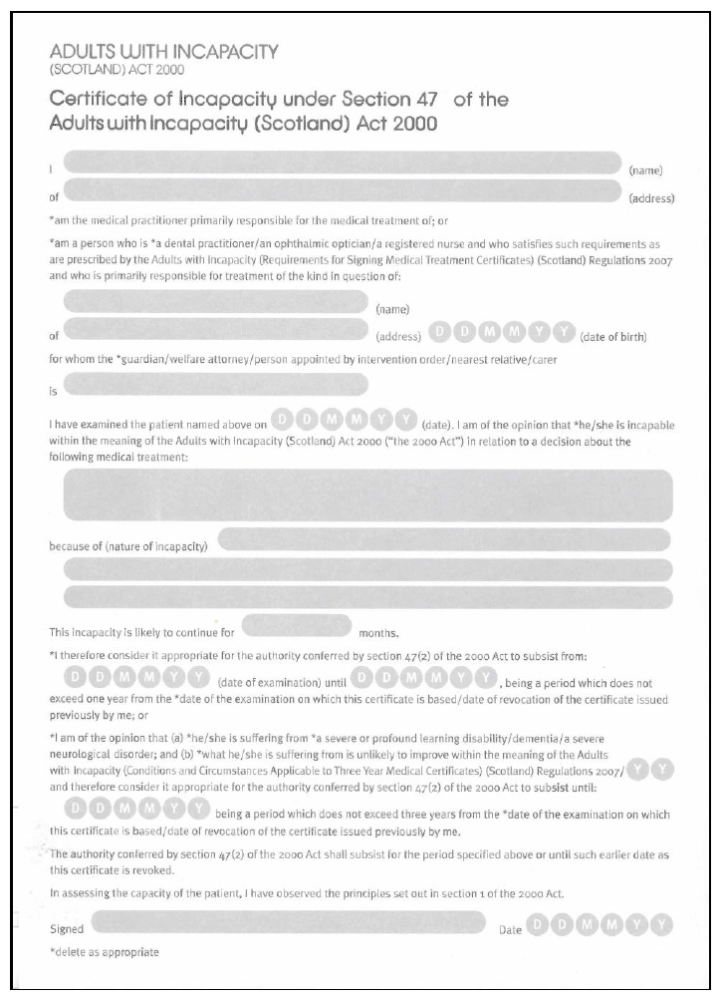 ADULTS WITH INCAPACITY
(SCOTLAND) ACT 2000
Certificate of Incapacity under Section 47 of the
Adults with Incapacity (Scotland) Act 2000
I (name)
of (address)
*am the medical practitioner primarily responsible for the medical treatment of; or
*am a person who is *a dental practitioner/an ophthalmic optician/a registered nurse and who satisfies such requirements as
are prescribed by the Adults with Incapacity (Requirements for Signing Medical Treatment Certificates) (Scotland) Regulations 2007
and who is primarily responsible for treatment of the kind in question of:
(name)
of (address) D D M M Y Y (date of birth)
for whom the *guardian/welfare attorney/person appointed by intervention order/nearest relative/carer
is
I have examined the patient named above on D D M M Y Y (date). I am of the opinion that *he/she is incapable
within the meaning of the Adults with Incapacity (Scotland) Act 2000 (“the 2000 Act”) in relation to a decision about the
following medical treatment:
because of (nature of incapacity)
This incapacity is likely to continue for months.
*I therefore consider it appropriate for the authority conferred by section 47(2) of the 2000 Act to subsist from:
D D M M Y Y (date of examination) until D D M M Y Y , being a period which does not
exceed one year from the *date of the examination on which this certificate is based/date of revocation of the certificate issued
previously by me; or
*I am of the opinion that (a) *he/she is suffering from *a severe or profound learning disability/dementia/a severe
neurological disorder; and (b) *what he/she is suffering from is unlikely to improve within the meaning of the Adults
with Incapacity (Conditions and Circumstances Applicable to Three Year Medical Certificates) (Scotland) Regulations 2007/ Y Y
and therefore consider it appropriate for the authority conferred by section 47(2) of the 2000 Act to subsist until:
D D M M Y Y being a period which does not exceed three years from the *date of the examination on which
this certificate is based/date of revocation of the certificate issued previously by me.
The authority conferred by section 47(2) of the 2000 Act shall subsist for the period specified above or until such earlier date as
this certificate is revoked.
In assessing the capacity of the patient, I have observed the principles set out in section 1 of the 2000 Act.
Signed Date D D M M Y Y
*delete as appropriate